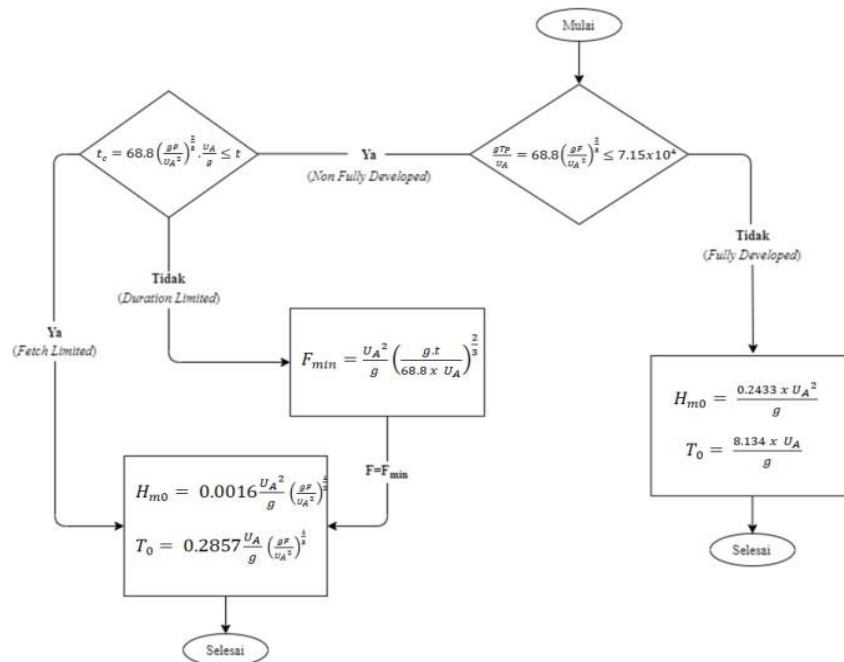 Mulai
t_c = 68.8 (gF/U_A²)^(2/3) . U_A/g ≤ t
Ya
(Non Fully Developed)
gTP/U_A = 68.8 (gF/U_A²)^(2/3) ≤ 7.15x10⁴
Tidak
(Fully Developed)
Tidak
(Duration Limited)
Ya
(Fetch Limited)
F_min = U_A²/g (g.t/68.8 x U_A)^(2/3)
H_m0 = 0.2433 x U_A²/g
T_0 = 8.134 x U_A/g
F=F_min
H_m0 = 0.0016 U_A²/g (gF/U_A²)^(1/2)
T_0 = 0.2857 U_A/g (gF/U_A²)^(1/3)
Selesai
Selesai